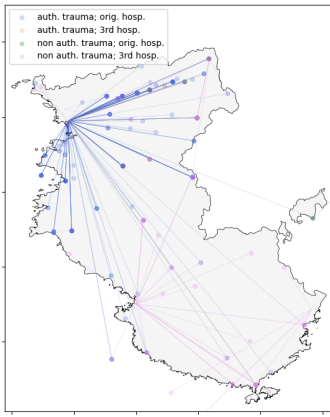 auth. trauma; orig. hosp.
auth. trauma; 3rd hosp.
non auth. trauma; orig. hosp.
non auth. trauma; 3rd hosp.